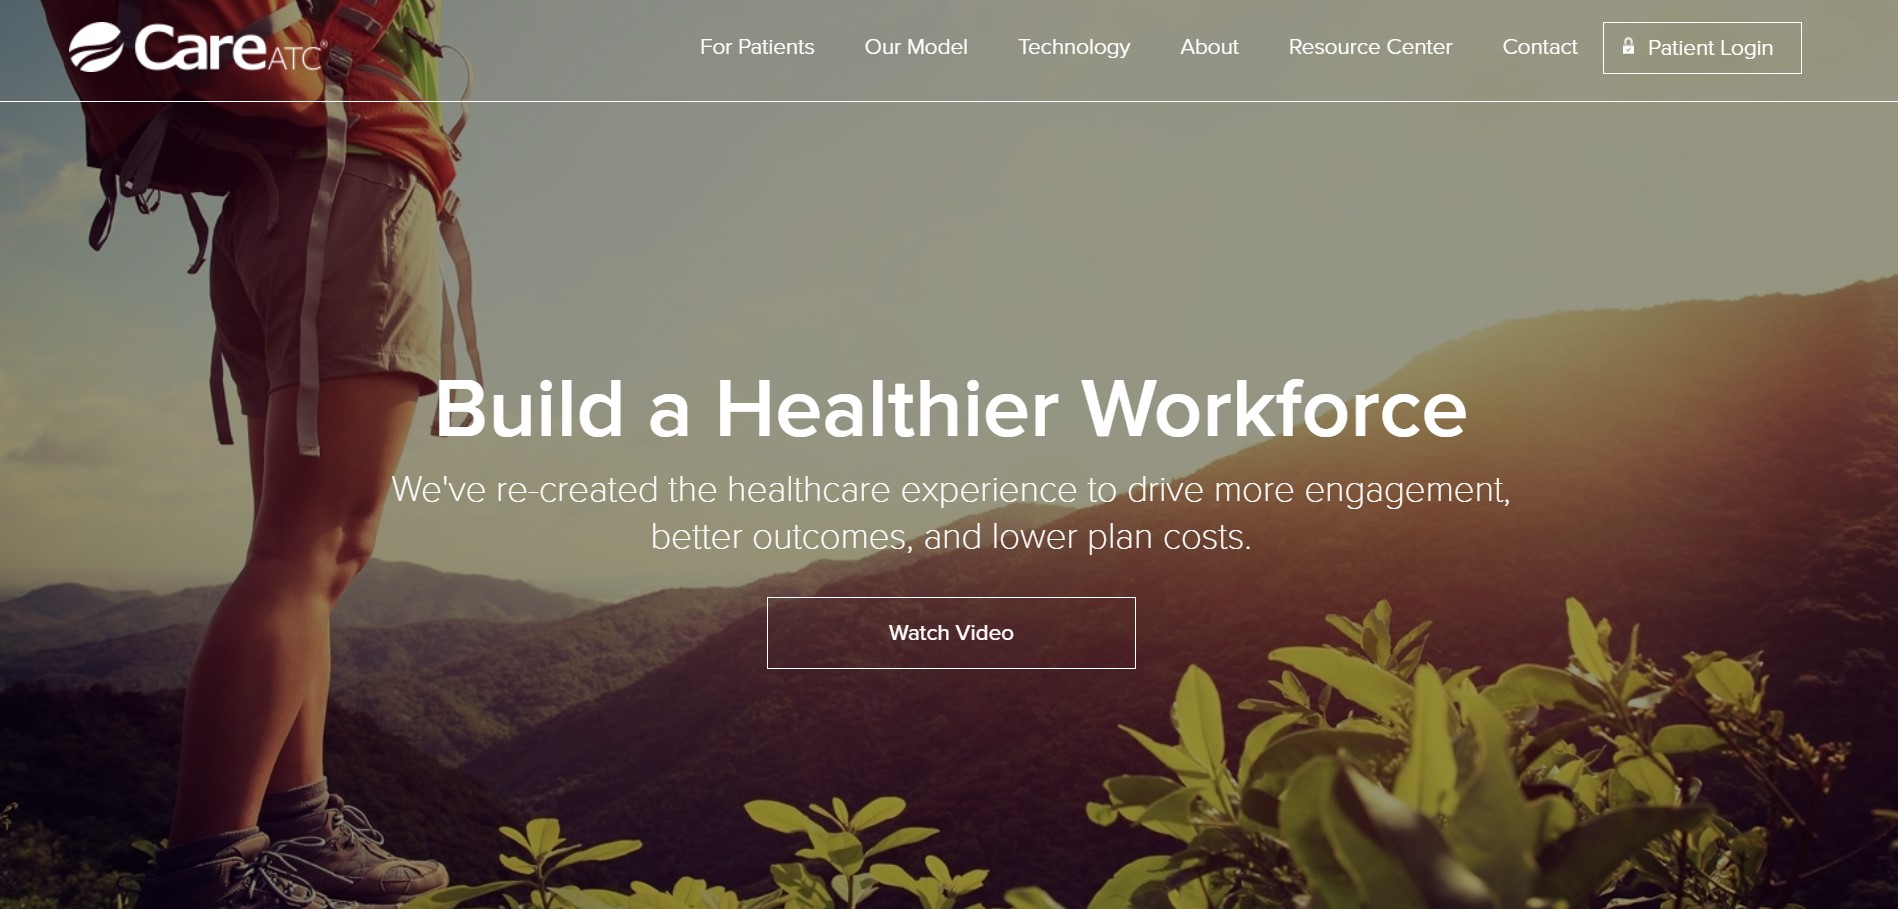 CareATC®
For Patients
Our Model
Technology
About
Resource Center
Contact
Patient Login
Build a Healthier Workforce
We've re-created the healthcare experience to drive more engagement,
better outcomes, and lower plan costs.
Watch Video